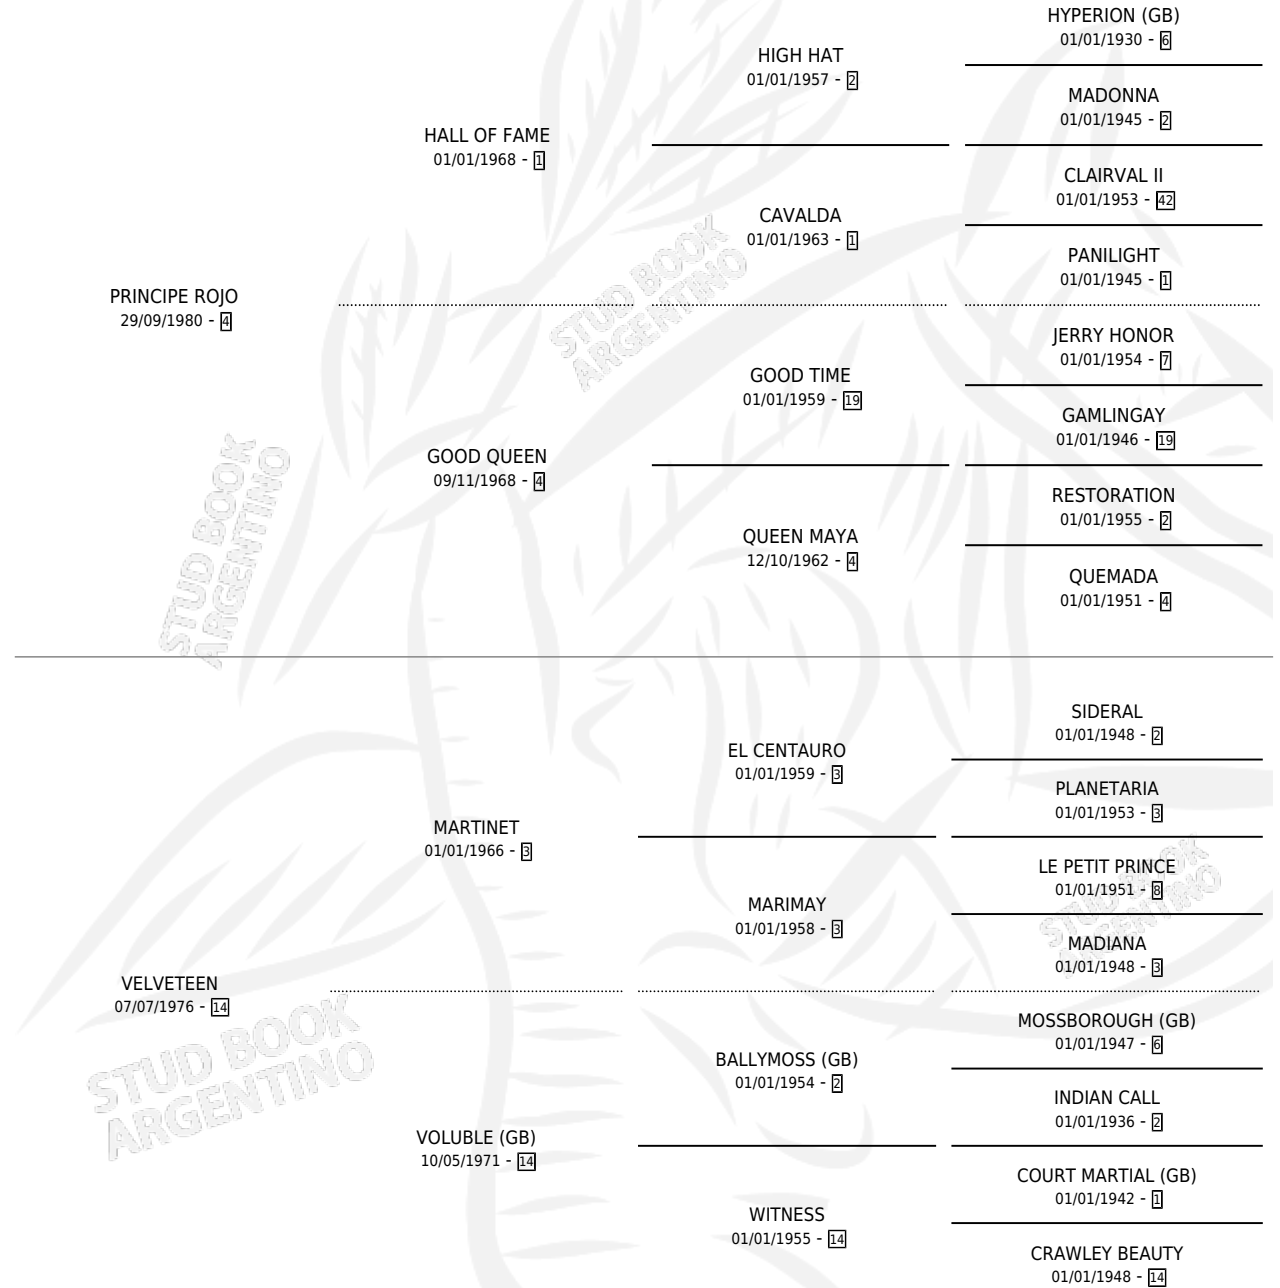 HYPERION (GB)
01/01/1930 - 6
HIGH HAT
01/01/1957 - 2
MADONNA
01/01/1945 - 2
HALL OF FAME
01/01/1968 - 1
CLAIRVAL II
01/01/1953 - 42
CAVALDA
01/01/1963 - 1
PANILIGHT
01/01/1945 - 1
PRINCIPE ROJO
29/09/1980 - 4
STUD BOOK
ARGENTINO
JERRY HONOR
01/01/1954 - 7
GOOD TIME
01/01/1959 - 19
GAMLINGAY
01/01/1946 - 19
GOOD QUEEN
09/11/1968 - 4
RESTORATION
01/01/1955 - 2
QUEEN MAYA
12/10/1962 - 4
QUEMADA
01/01/1951 - 4
STUD BOOK
ARGENTINO
SIDERAL
01/01/1948 - 2
EL CENTAURO
01/01/1959 - 3
PLANETARIA
01/01/1953 - 3
MARTINET
01/01/1966 - 3
LE PETIT PRINCE
01/01/1951 - 8
MARIMAY
01/01/1958 - 3
STUD BOOK
ARGENTINO
MADIANA
01/01/1948 - 3
VELVETEEN
07/07/1976 - 14
MOSSBOROUGH (GB)
01/01/1947 - 6
BALLYMOSS (GB)
01/01/1954 - 2
INDIAN CALL
01/01/1936 - 2
STUD BOOK
ARGENTINO
VOLUBLE (GB)
10/05/1971 - 14
COURT MARTIAL (GB)
01/01/1942 - 1
WITNESS
01/01/1955 - 14
CRAWLEY BEAUTY
01/01/1948 - 14